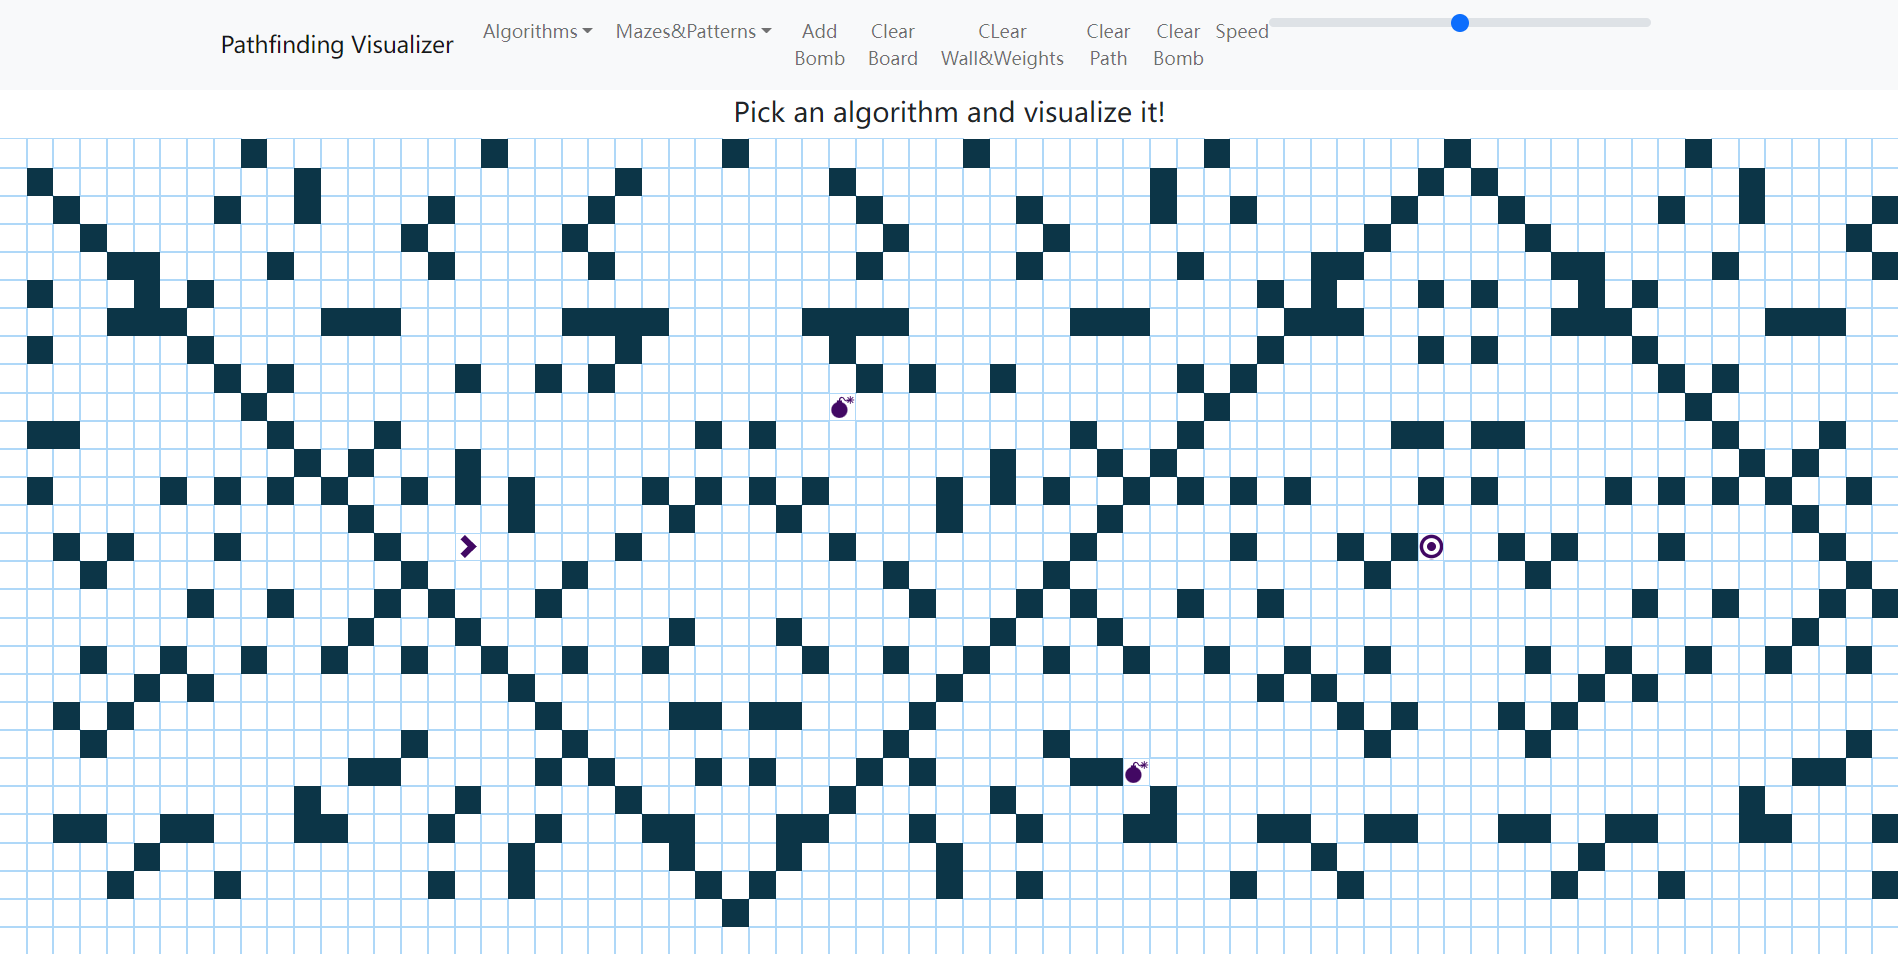 Pathfinding Visualizer
Algorithms
Mazes&Patterns
Add
Bomb
Clear
Board
CLear
Wall&Weights
Clear
Path
Clear
Bomb
Speed
Pick an algorithm and visualize it!